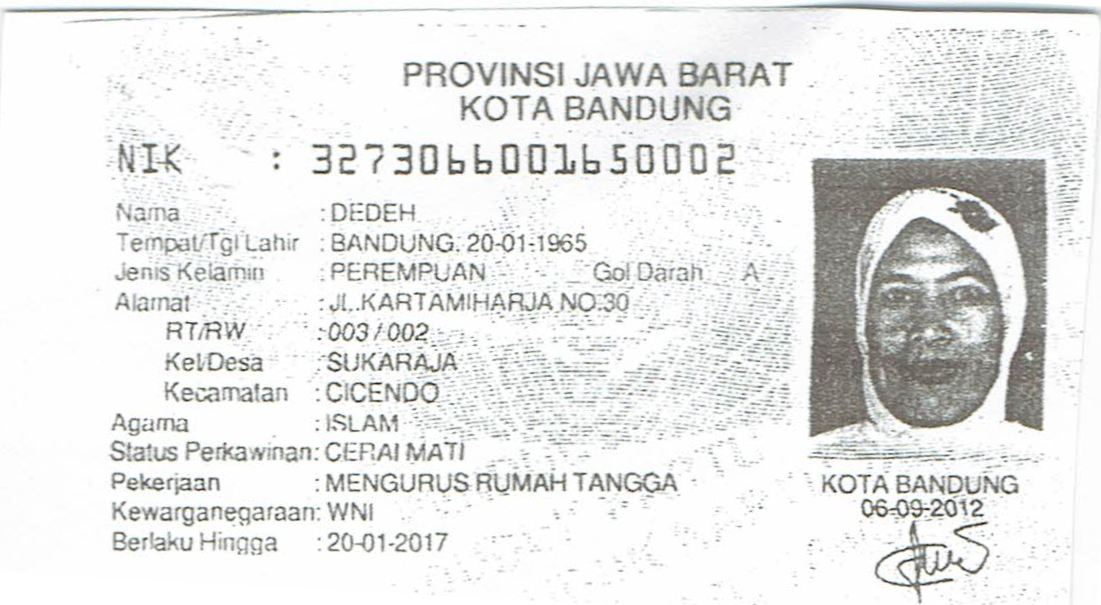 PROVINSI JAWA BARAT
KOTA BANDUNG
NIK : 3273066001650002
Nama : DEDEH
Tempat/Tgl Lahir : BANDUNG. 20-01-1965
Jenis Kelamin : PEREMPUAN Gol Darah A
Alamat : JL.KARTAMIHARJA NO.30
RT/RW : 003 / 002
Kel/Desa : SUKARAJA
Kecamatan : CICENDO
Agama : ISLAM
Status Perkawinan: CERAI MATI
Pekerjaan : MENGURUS RUMAH TANGGA
Kewarganegaraan: WNI
Berlaku Hingga : 20-01-2017
KOTA BANDUNG
06-09-2012